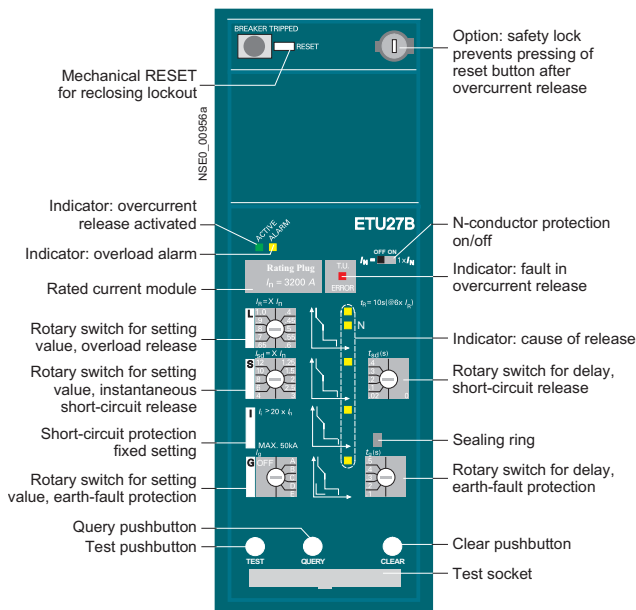 BREAKER TRIPPED
RESET
Option: safety lock
prevents pressing of
reset button after
overcurrent release
Mechanical RESET
for reclosing lockout
NSE0_00956a
Indicator: overcurrent
release activated
ACTIVE
ALARM
ETU27B
N-conductor protection
on/off
Indicator: overload alarm
OFF ON
IN= 1xIN
Rated current module
Rating Plug
In = 3200 A
T.U
ERROR
Indicator: fault in
overcurrent release
IR=X In
tR= 10s(@6x IR)
L
1.0
N
Rotary switch for setting
value, overload release
Indicator: cause of release
Isd=X In
tsd(s)
S
Rotary switch for setting
value, instantaneous
short-circuit release
Rotary switch for delay,
short-circuit release
I
Ii >20 x In
MAX. 50kA
Short-circuit protection
fixed setting
Sealing ring
Ig
tg(s)
G
OFF
A
Rotary switch for setting
value, earth-fault protection
Rotary switch for delay,
earth-fault protection
Query pushbutton
Test pushbutton
Clear pushbutton
TEST
QUERY
CLEAR
Test socket